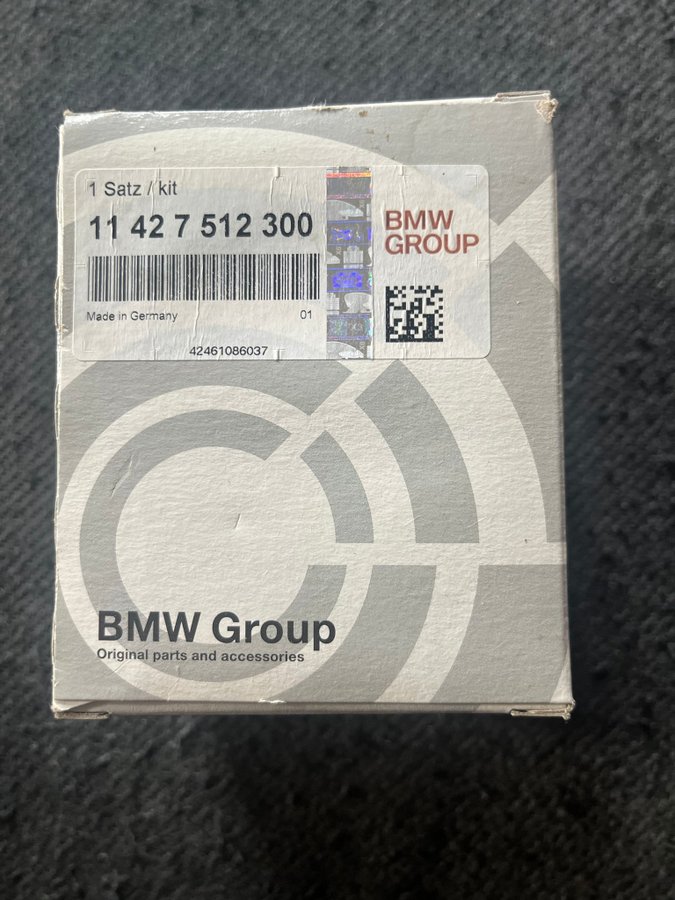 1 Satz / kit
11 42 7 512 300
BMW
GROUP
Made in Germany 01
42461086037
BMW Group
Original parts and accessories